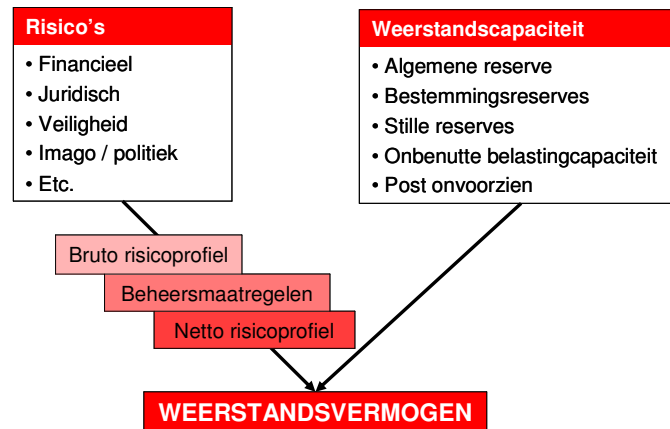 Risico's
• Financieel
• Juridisch
• Veiligheid
• Imago / politiek
• Etc.
Weerstandscapaciteit
• Algemene reserve
• Bestemmingsreserves
• Stille reserves
• Onbenutte belastingcapaciteit
• Post onvoorzien
Bruto risicoprofiel
Beheersmaatregelen
Netto risicoprofiel
WEERSTANDSVERMOGEN